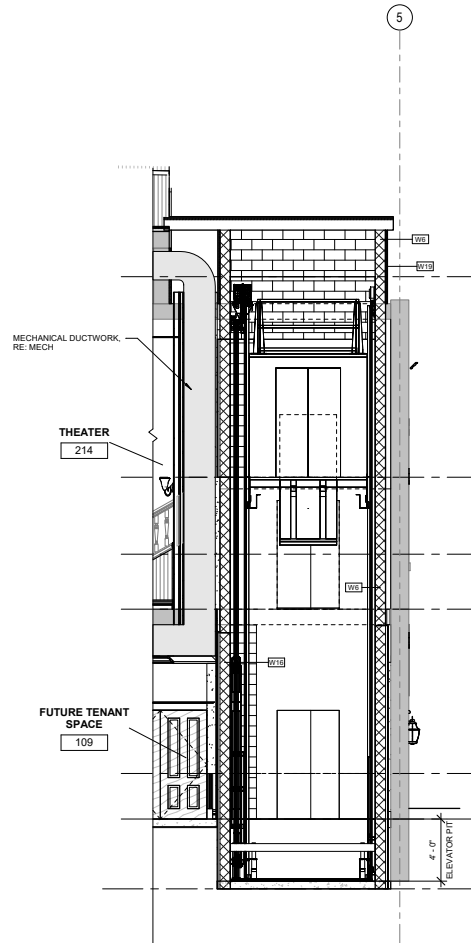 5
W6
W19
MECHANICAL DUCTWORK,
RE: MECH
THEATER
214
W6
W16
FUTURE TENANT
SPACE
109
4' - 0"
ELEVATOR PIT